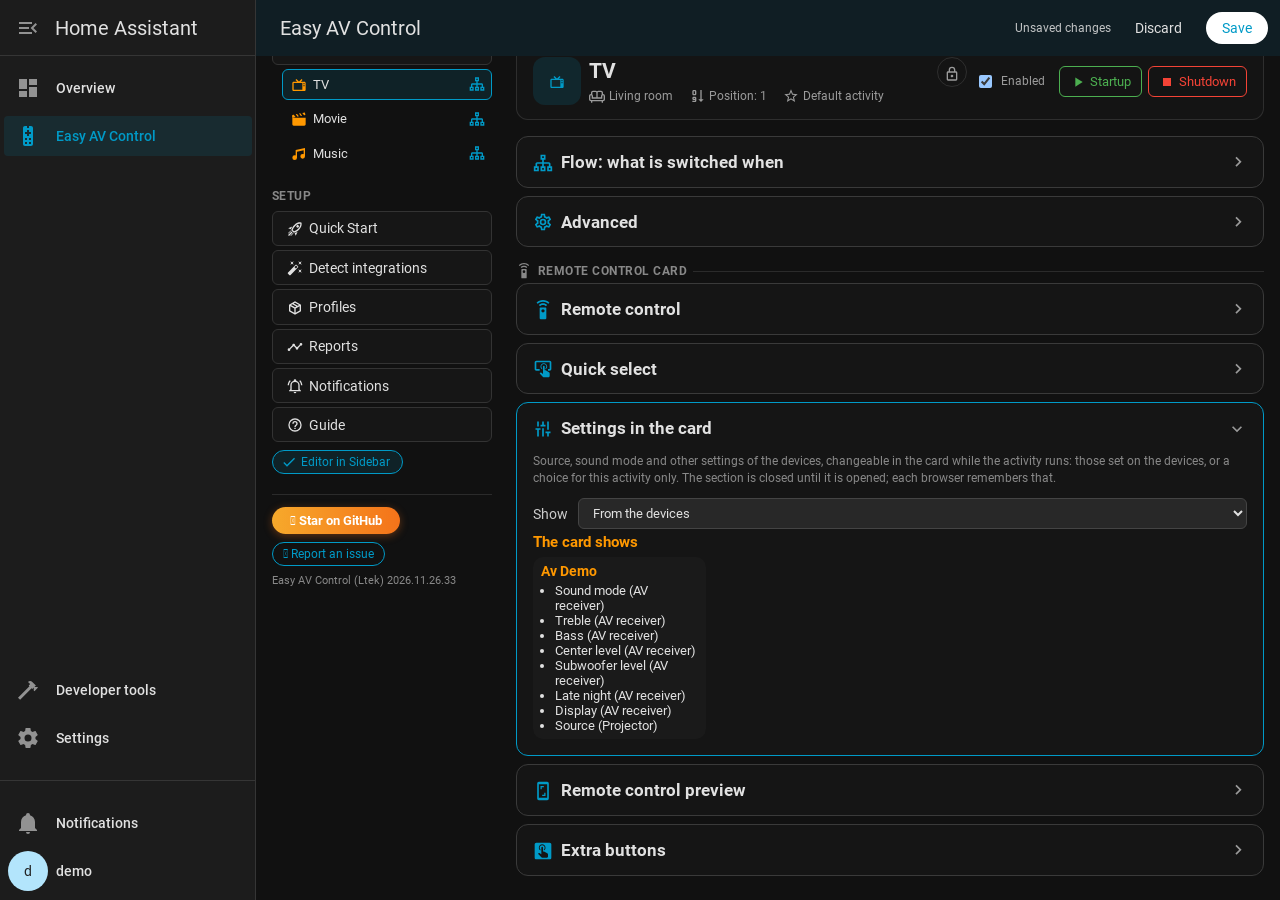 Home Assistant
Easy AV Control
Unsaved changes
Discard
Save
Overview
Easy AV Control
Developer tools
Settings
Notifications
d
demo
TV
Movie
Music
SETUP
Quick Start
Detect integrations
Profiles
Reports
Notifications
Guide
Editor in Sidebar
Star on GitHub
Report an issue
Easy AV Control (Ltek) 2026.11.26.33
TV
Living room
Position: 1
Default activity
Enabled
Startup
Shutdown
Flow: what is switched when
Advanced
REMOTE CONTROL CARD
Remote control
Quick select
Settings in the card
Source, sound mode and other settings of the devices, changeable in the card while the activity runs: those set on the devices, or a
choice for this activity only. The section is closed until it is opened; each browser remembers that.
Show
From the devices
The card shows
Av Demo
Sound mode (AV
receiver)
Treble (AV receiver)
Bass (AV receiver)
Center level (AV receiver)
Subwoofer level (AV
receiver)
Late night (AV receiver)
Display (AV receiver)
Source (Projector)
Remote control preview
Extra buttons